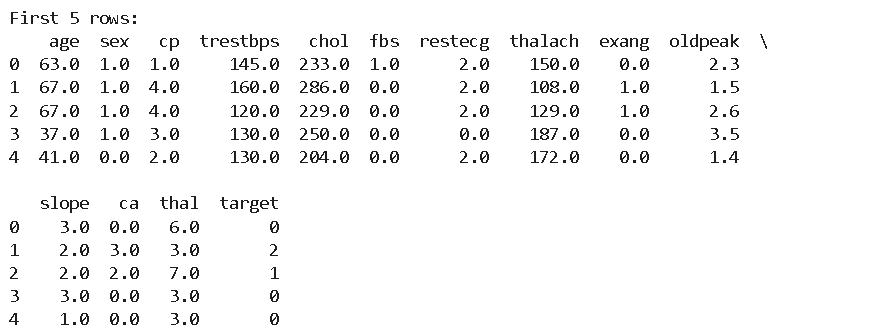 First 5 rows:
    age  sex   cp  trestbps   chol  fbs  restecg  thalach  exang  oldpeak  \
0  63.0  1.0  1.0     145.0  233.0  1.0      2.0    150.0    0.0      2.3
1  67.0  1.0  4.0     160.0  286.0  0.0      2.0    108.0    1.0      1.5
2  67.0  1.0  4.0     120.0  229.0  0.0      2.0    129.0    1.0      2.6
3  37.0  1.0  3.0     130.0  250.0  0.0      0.0    187.0    0.0      3.5
4  41.0  0.0  2.0     130.0  204.0  0.0      2.0    172.0    0.0      1.4

   slope   ca  thal  target
0    3.0  0.0   6.0       0
1    2.0  3.0   3.0       2
2    2.0  2.0   7.0       1
3    3.0  0.0   3.0       0
4    1.0  0.0   3.0       0